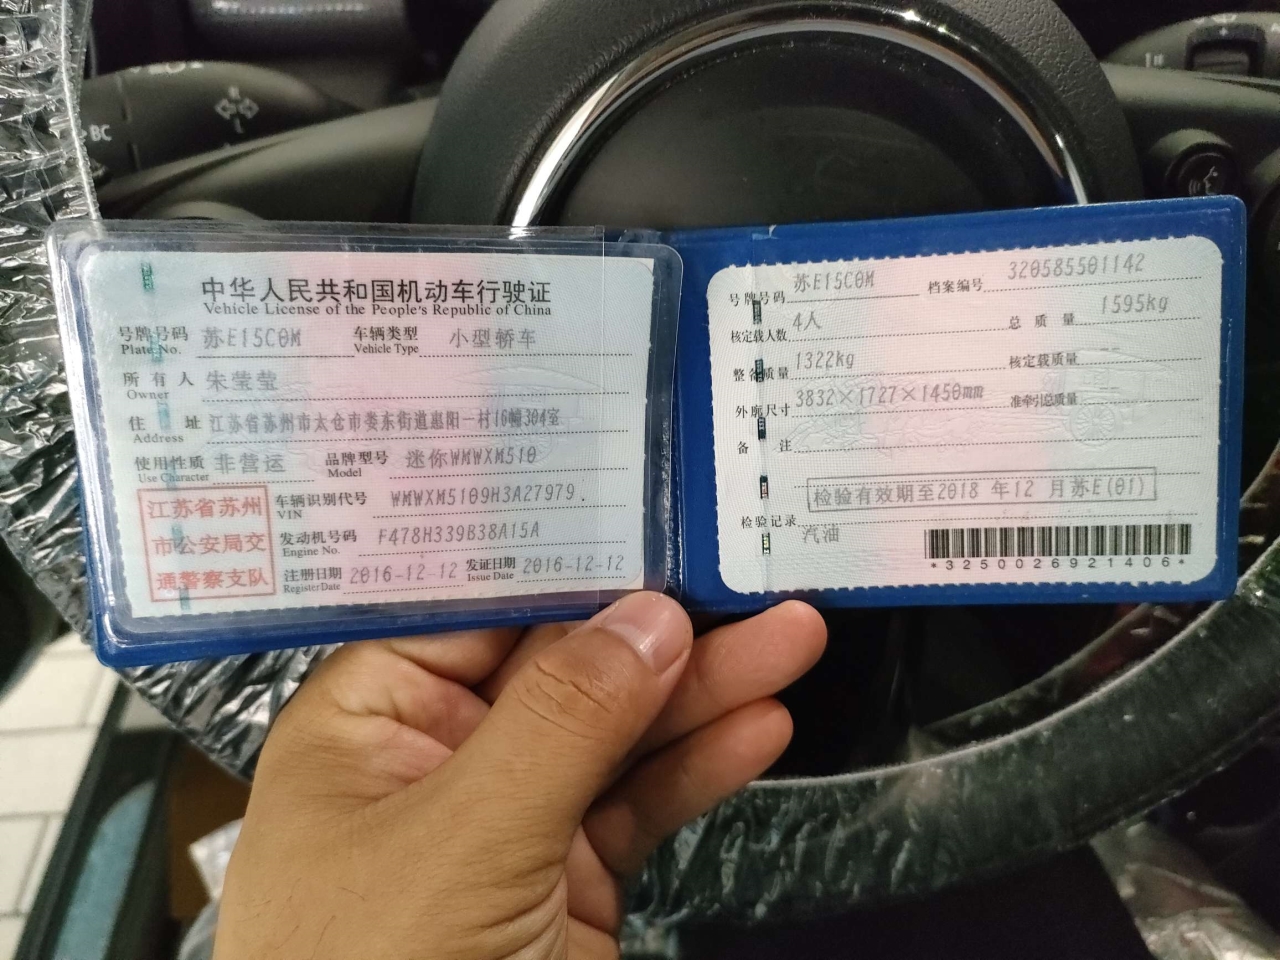 BC
中华人民共和国机动车行驶证
Vehicle License of the People's Republic of China
号牌号码 苏E15C0M 车辆类型 小型轿车
Plate No. Vehicle Type
所有人 朱莹莹
Owner
住址 江苏省苏州市太仓市娄东街道惠阳一村16幢304室
Address
使用性质 非营运 品牌型号 迷你WMWXM510
Use Character Model
江苏省苏州
市公安局交
通警察支队
车辆识别代号 WMWXM5109H3A27979.
VIN
发动机号码 F478H339B38A15A
Engine No.
注册日期 2016-12-12 发证日期 2016-12-12
Register Date Issue Date
号牌号码 苏E15C0M 档案编号 320585501142
核定载人数 4人 总质量 1595kg
整备质量 1322kg 核定载质量 --
外廓尺寸 3832×1727×1450mm 准牵引总质量
备注
检验有效期至2018 年12 月苏E(01)
检验记录
汽油
*3250026921406*